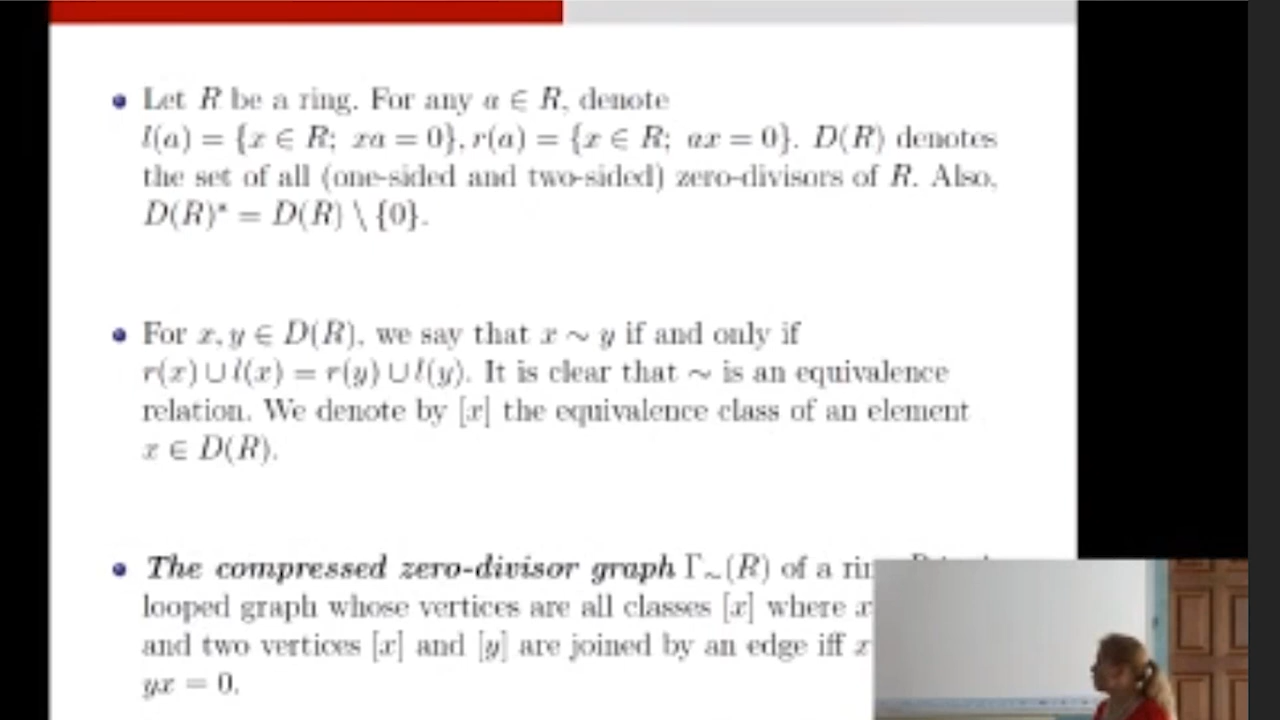 Let R be a ring. For any a ∈ R, denote
l(a) = {x ∈ R; xa = 0}, r(a) = {x ∈ R; ax = 0}. D(R) denotes
the set of all (one-sided and two-sided) zero-divisors of R. Also,
D(R)* = D(R) \ {0}.
For x, y ∈ D(R), we say that x ~ y if and only if
r(x) ∪ l(x) = r(y) ∪ l(y). It is clear that ~ is an equivalence
relation. We denote by [x] the equivalence class of an element
x ∈ D(R).
The compressed zero-divisor graph Γ~(R) of a
looped graph whose vertices are all classes [x] where x
and two vertices [x] and [y] are joined by an edge iff
yx = 0.